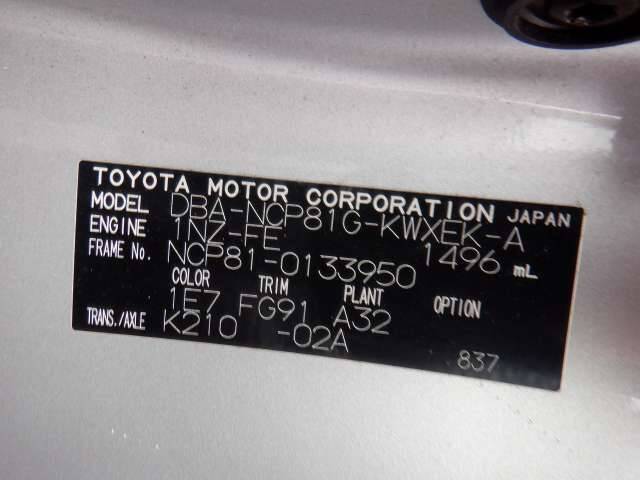 TOYOTA MOTOR CORPORATION JAPAN
MODEL DBA-NCP81G-KWXEK-A
ENGINE 1NZ-FE 1496 mL
FRAME No. NCP81-0133950
COLOR TRIM PLANT OPTION
1E7 FG91 A32
TRANS./AXLE K210 -02A
837